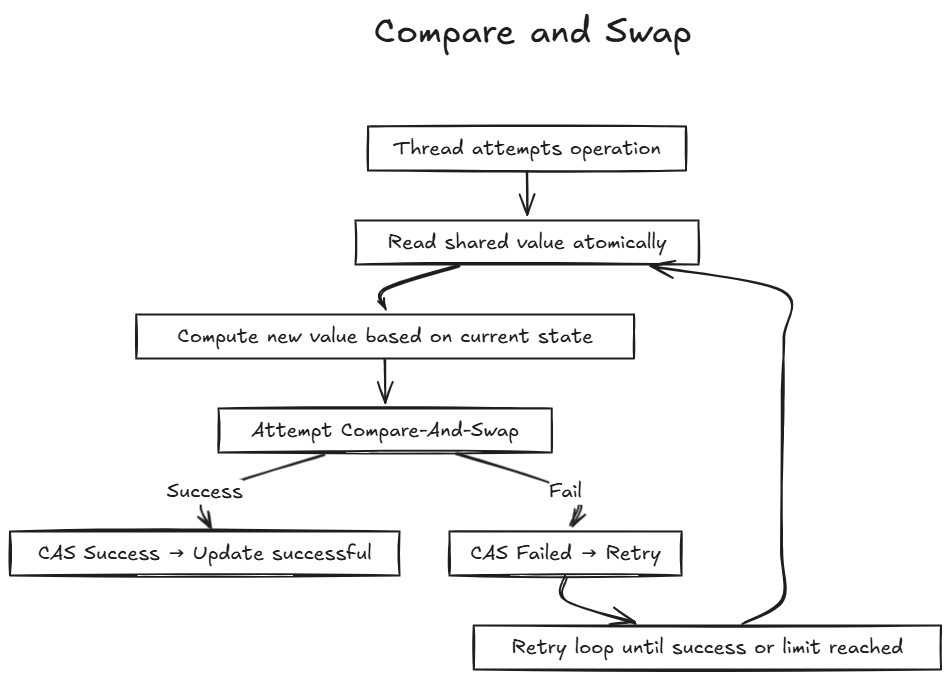 Compare and Swap
Thread attempts operation
Read shared value atomically
Compute new value based on current state
Attempt Compare-And-Swap
Success
Fail
CAS Success → Update successful
CAS Failed → Retry
Retry loop until success or limit reached